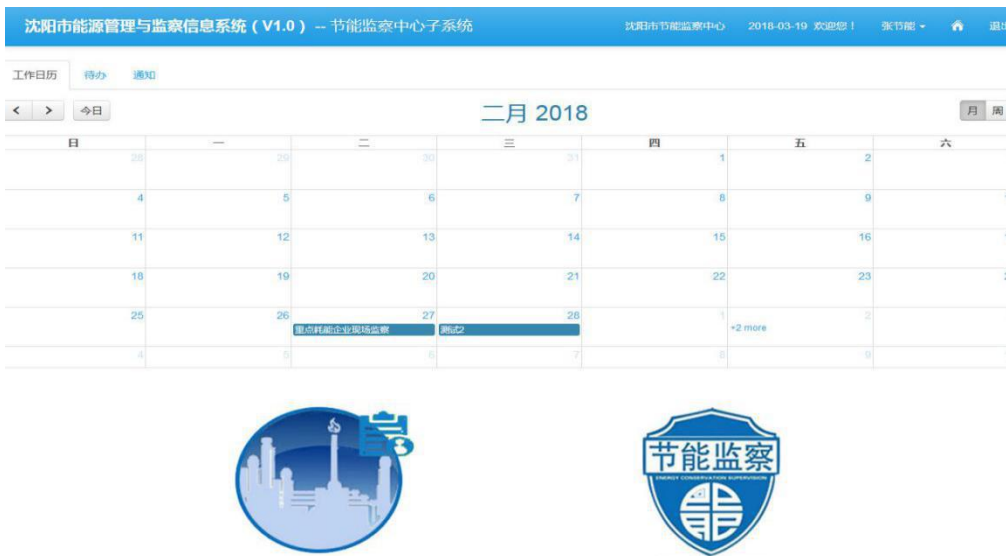 沈阳市能源管理与监察信息系统（V1.0）-- 节能监察中心子系统 沈阳市节能监察中心 2018-03-19 欢迎您！ 张节能
工作日历 待办 通知
< > 今日 二月 2018 月 周
日 一 二 三 四 五 六
28 29 30 31 1 2
4 5 6 7 8 9
11 12 13 14 15 16
18 19 20 21 22 23
25 26 27 28 1 2
重点耗能企业现场监察 测试2 +2 more
4 5 6 7 8 9
节能监察
ENERGY CONSERVATION SUPERVISION